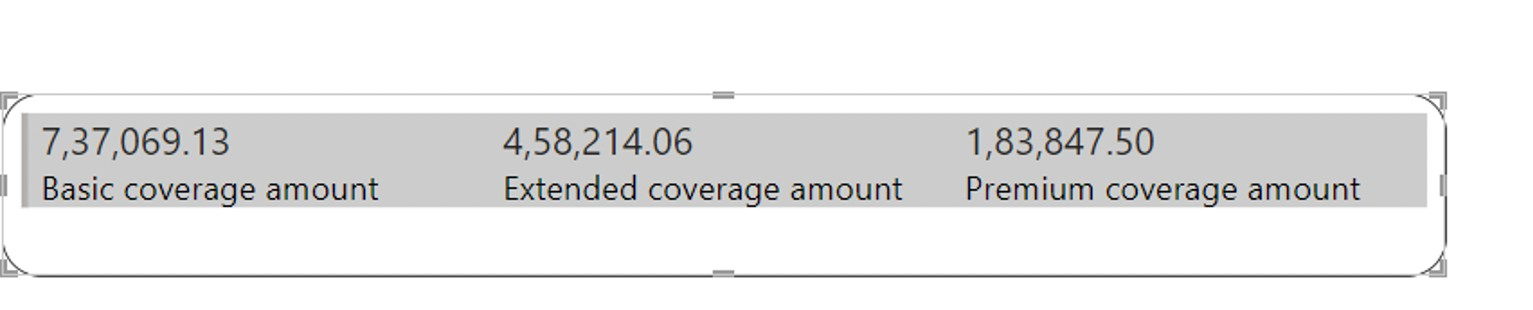 7,37,069.13 4,58,214.06 1,83,847.50
Basic coverage amount Extended coverage amount Premium coverage amount